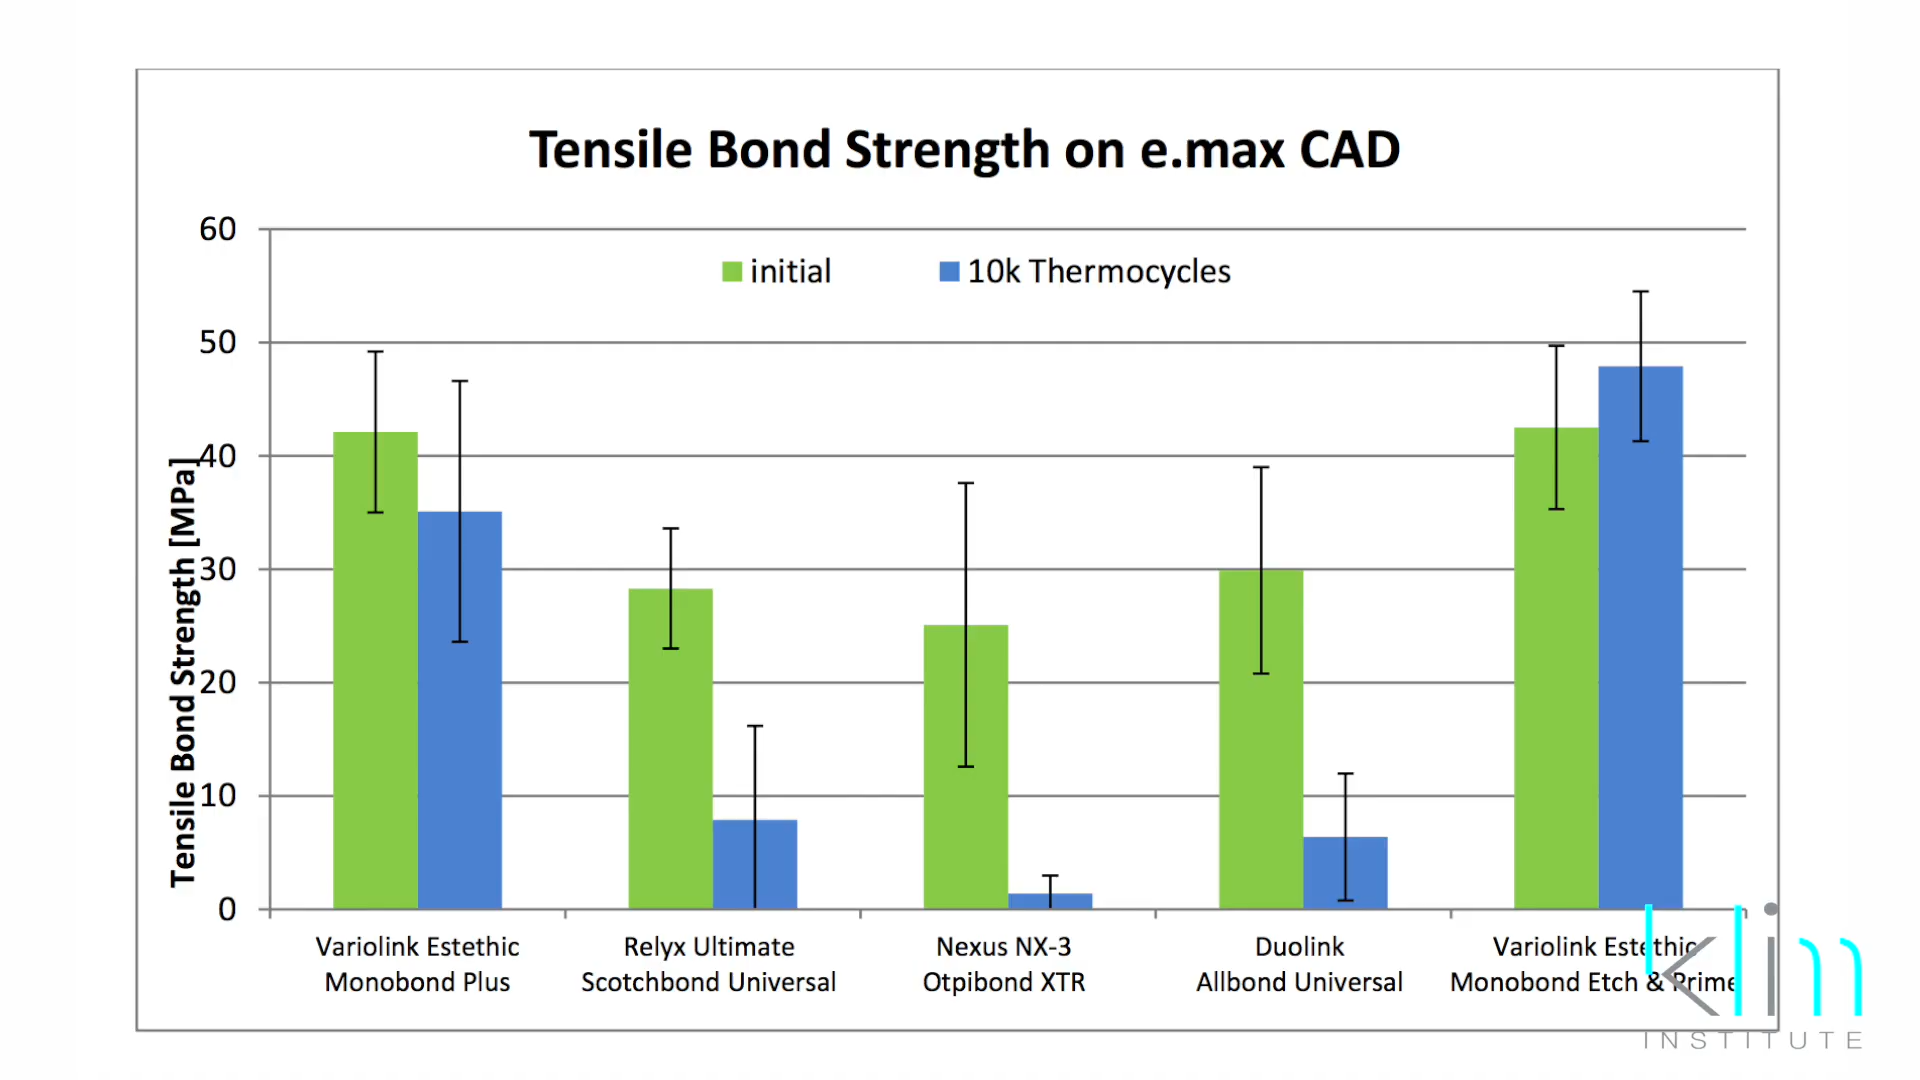 Tensile Bond Strength on e.max CAD
60
initial
10k Thermocycles
50
40
30
20
10
0
Tensile Bond Strength [MPa]
Variolink Estethic
Monobond Plus
Relyx Ultimate
Scotchbond Universal
Nexus NX-3
Otpibond XTR
Duolink
Allbond Universal
Variolink Estethic
Monobond Etch & Prime
klim
INSTITUTE